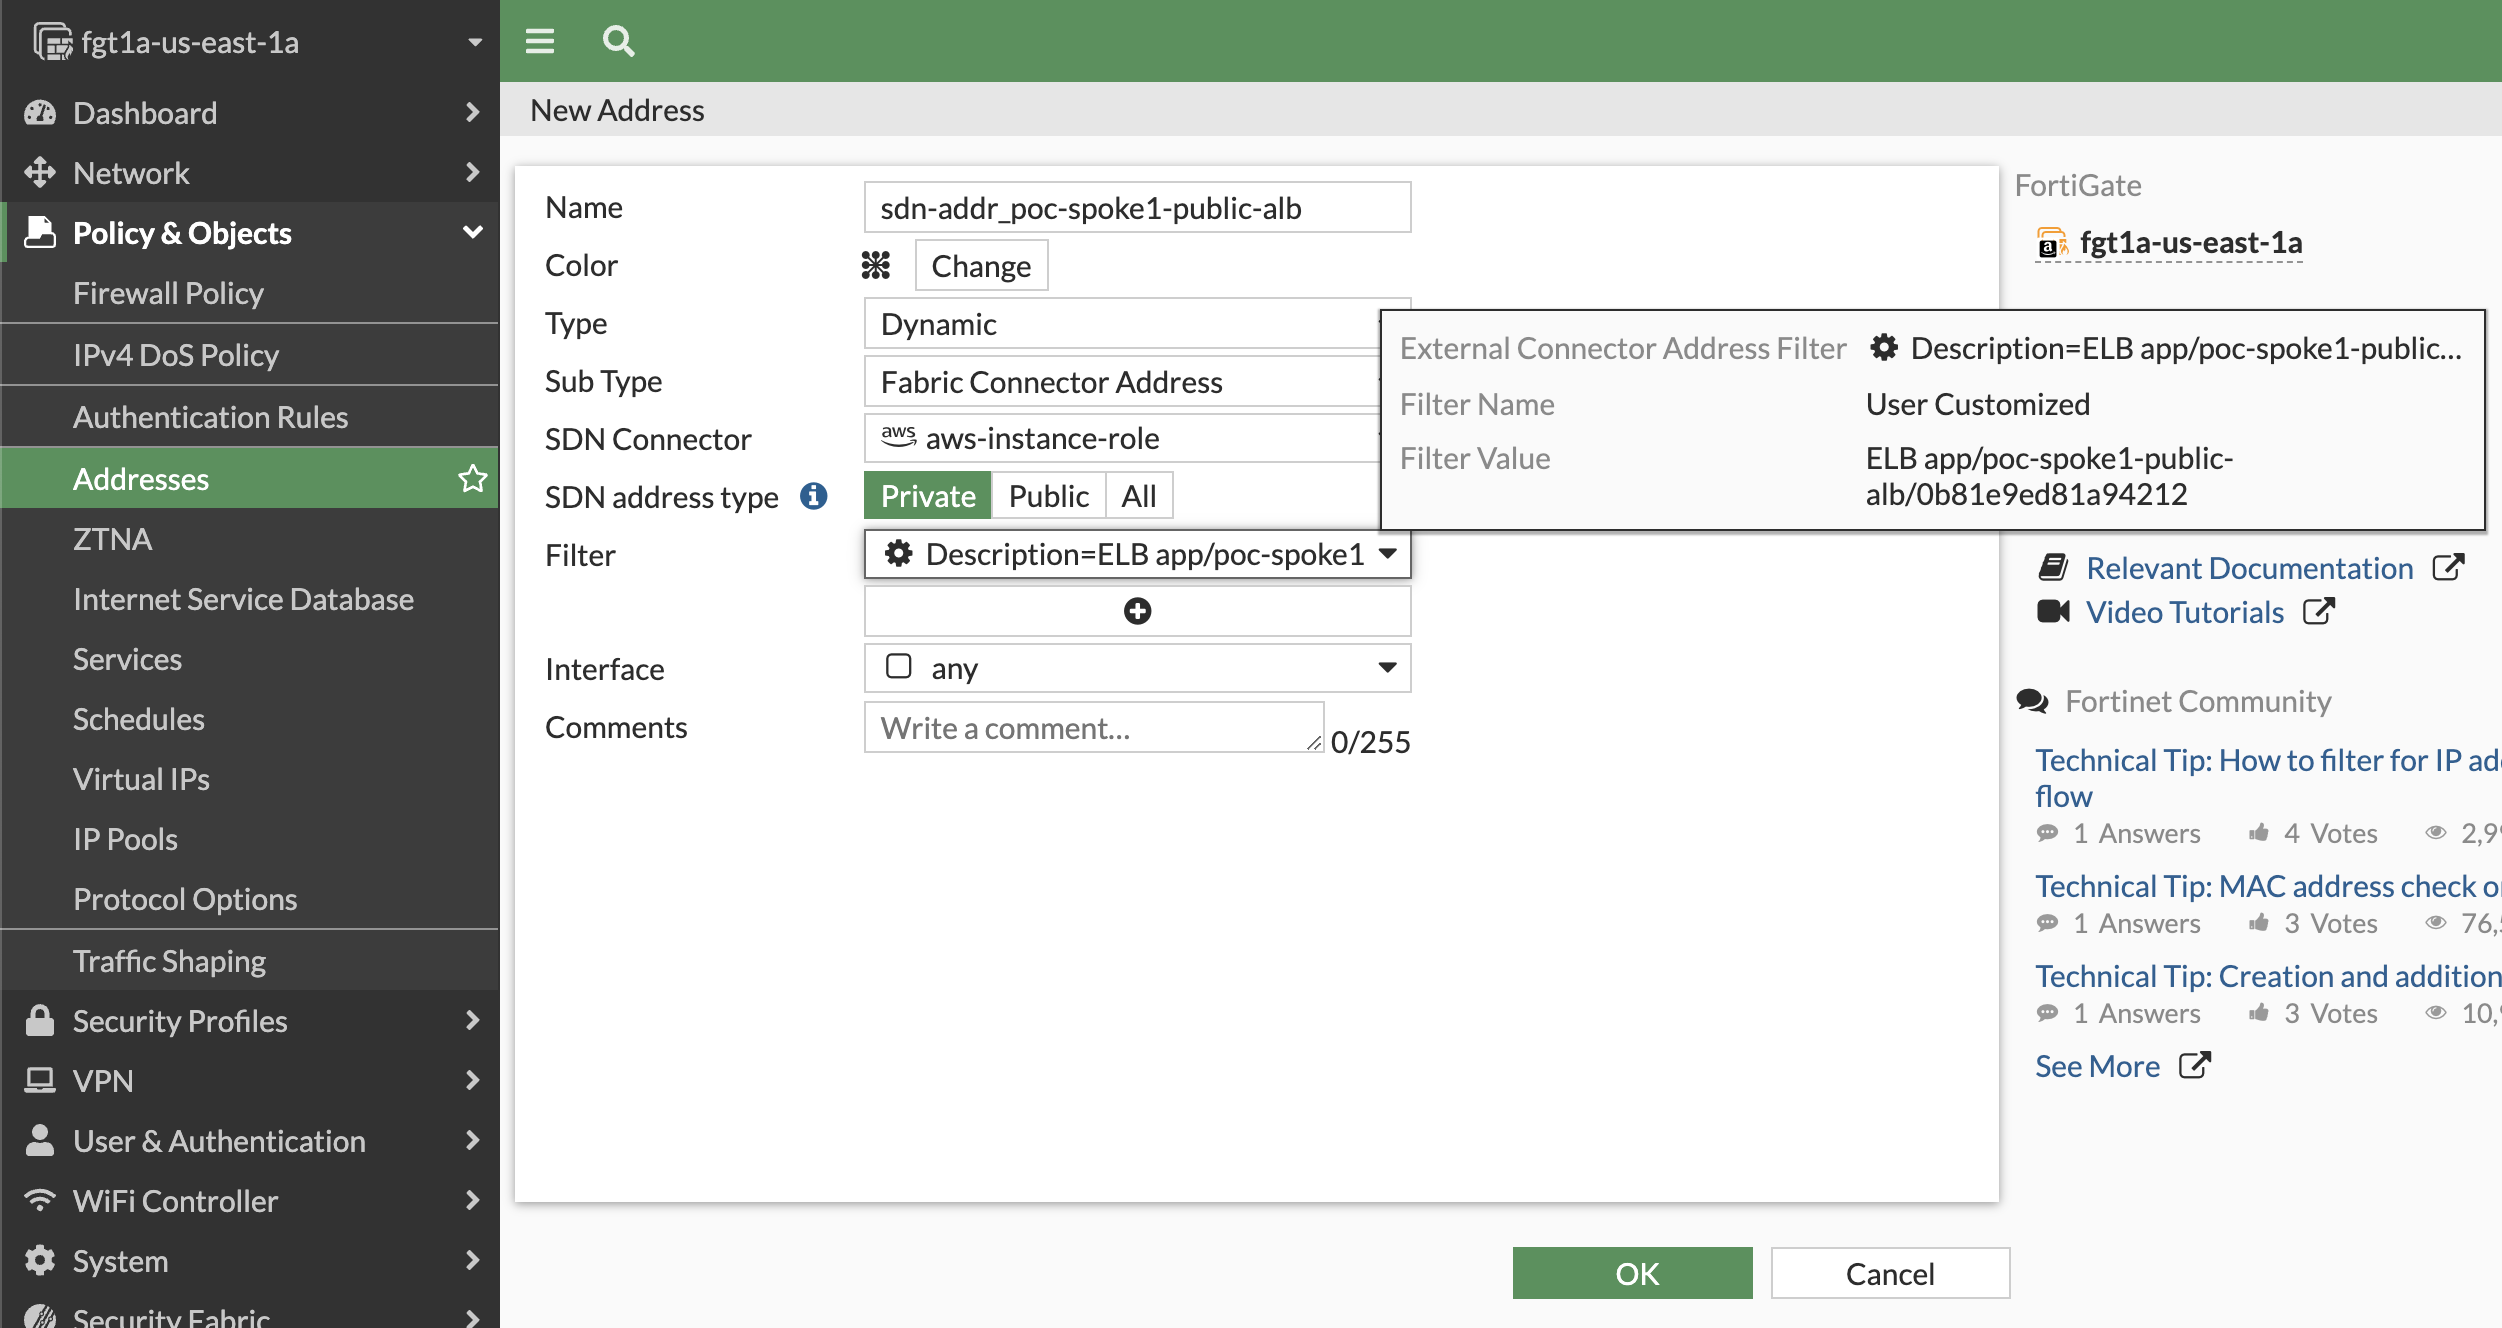 fgt1a-us-east-1a
Dashboard
Network
Policy & Objects
Firewall Policy
IPv4 DoS Policy
Authentication Rules
Addresses
ZTNA
Internet Service Database
Services
Schedules
Virtual IPs
IP Pools
Protocol Options
Traffic Shaping
Security Profiles
VPN
User & Authentication
WiFi Controller
System
Security Fabric
New Address
Name
sdn-addr_poc-spoke1-public-alb
Color
Change
Type
Dynamic
Sub Type
Fabric Connector Address
SDN Connector
aws aws-instance-role
SDN address type
Private Public All
Filter
Description=ELB app/poc-spoke1
Interface
any
Comments
Write a comment...
0/255
External Connector Address Filter Description=ELB app/poc-spoke1-public...
Filter Name User Customized
Filter Value ELB app/poc-spoke1-public-
alb/0b81e9ed81a94212
OK
Cancel
FortiGate
fgt1a-us-east-1a
Relevant Documentation
Video Tutorials
Fortinet Community
Technical Tip: How to filter for IP
flow
1 Answers 4 Votes 2,9
Technical Tip: MAC address check
1 Answers 3 Votes 76,
Technical Tip: Creation and addition
1 Answers 3 Votes 10,
See More